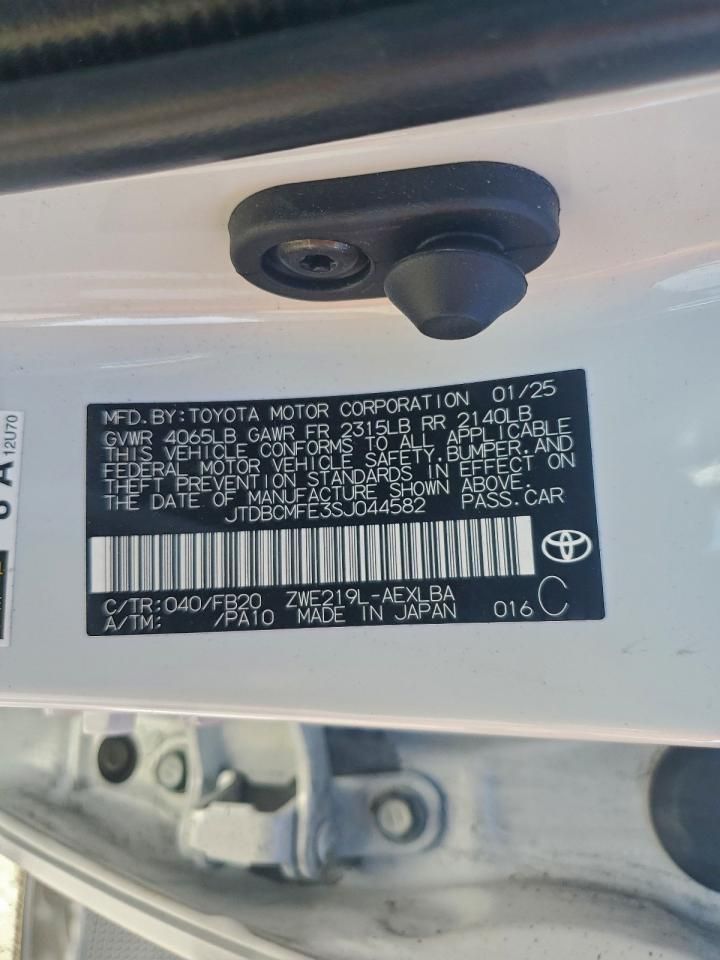 MFD.BY:TOYOTA MOTOR CORPORATION 01/25
GVWR 4065LB GAWR FR 2315LB RR 2140LB
THIS VEHICLE CONFORMS TO ALL APPLICABLE
FEDERAL MOTOR VEHICLE SAFETY,BUMPER,AND
THEFT PREVENTION STANDARDS IN EFFECT ON
THE DATE OF MANUFACTURE SHOWN ABOVE.
JTDBCMFE3SJ044582 PASS.CAR
C/TR:040/FB20 ZWE219L-AEXLBA
A/TM: /PA10 MADE IN JAPAN 016 C
A
12U70